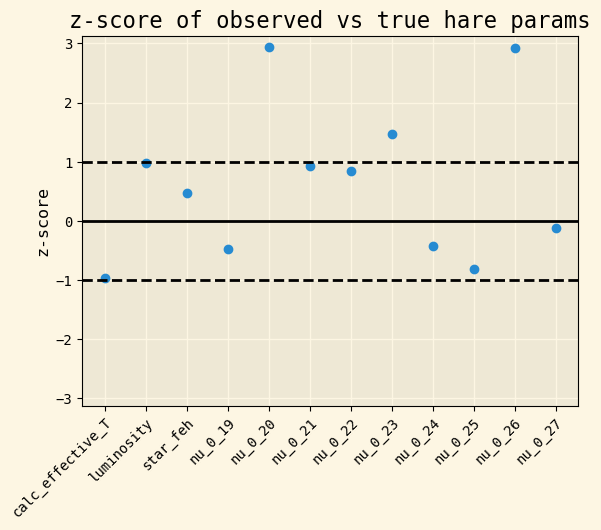 z-score of observed vs true hare params
z-score
3
2
1
0
−1
−2
−3
calc_effective_T
luminosity
star_feh
nu_0_19
nu_0_20
nu_0_21
nu_0_22
nu_0_23
nu_0_24
nu_0_25
nu_0_26
nu_0_27